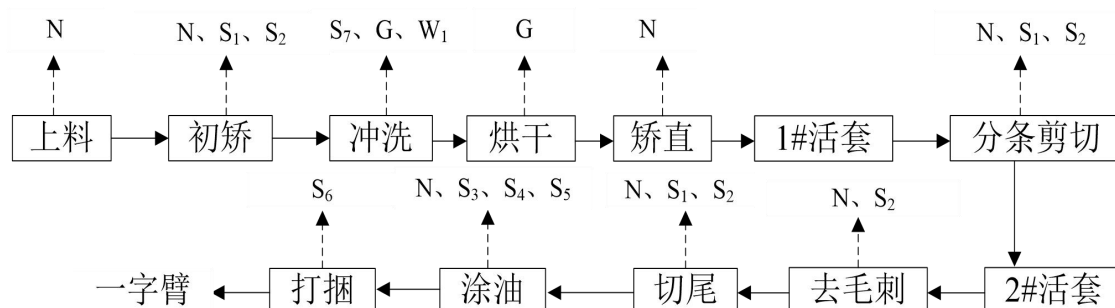 N
N、S₁、S₂
S₇、G、W₁
G
N
N、S₁、S₂
上料
初矫
冲洗
烘干
矫直
1#活套
分条剪切
S₆
N、S₃、S₄、S₅
N、S₁、S₂
N、S₂
一字臂
打捆
涂油
切尾
去毛刺
2#活套